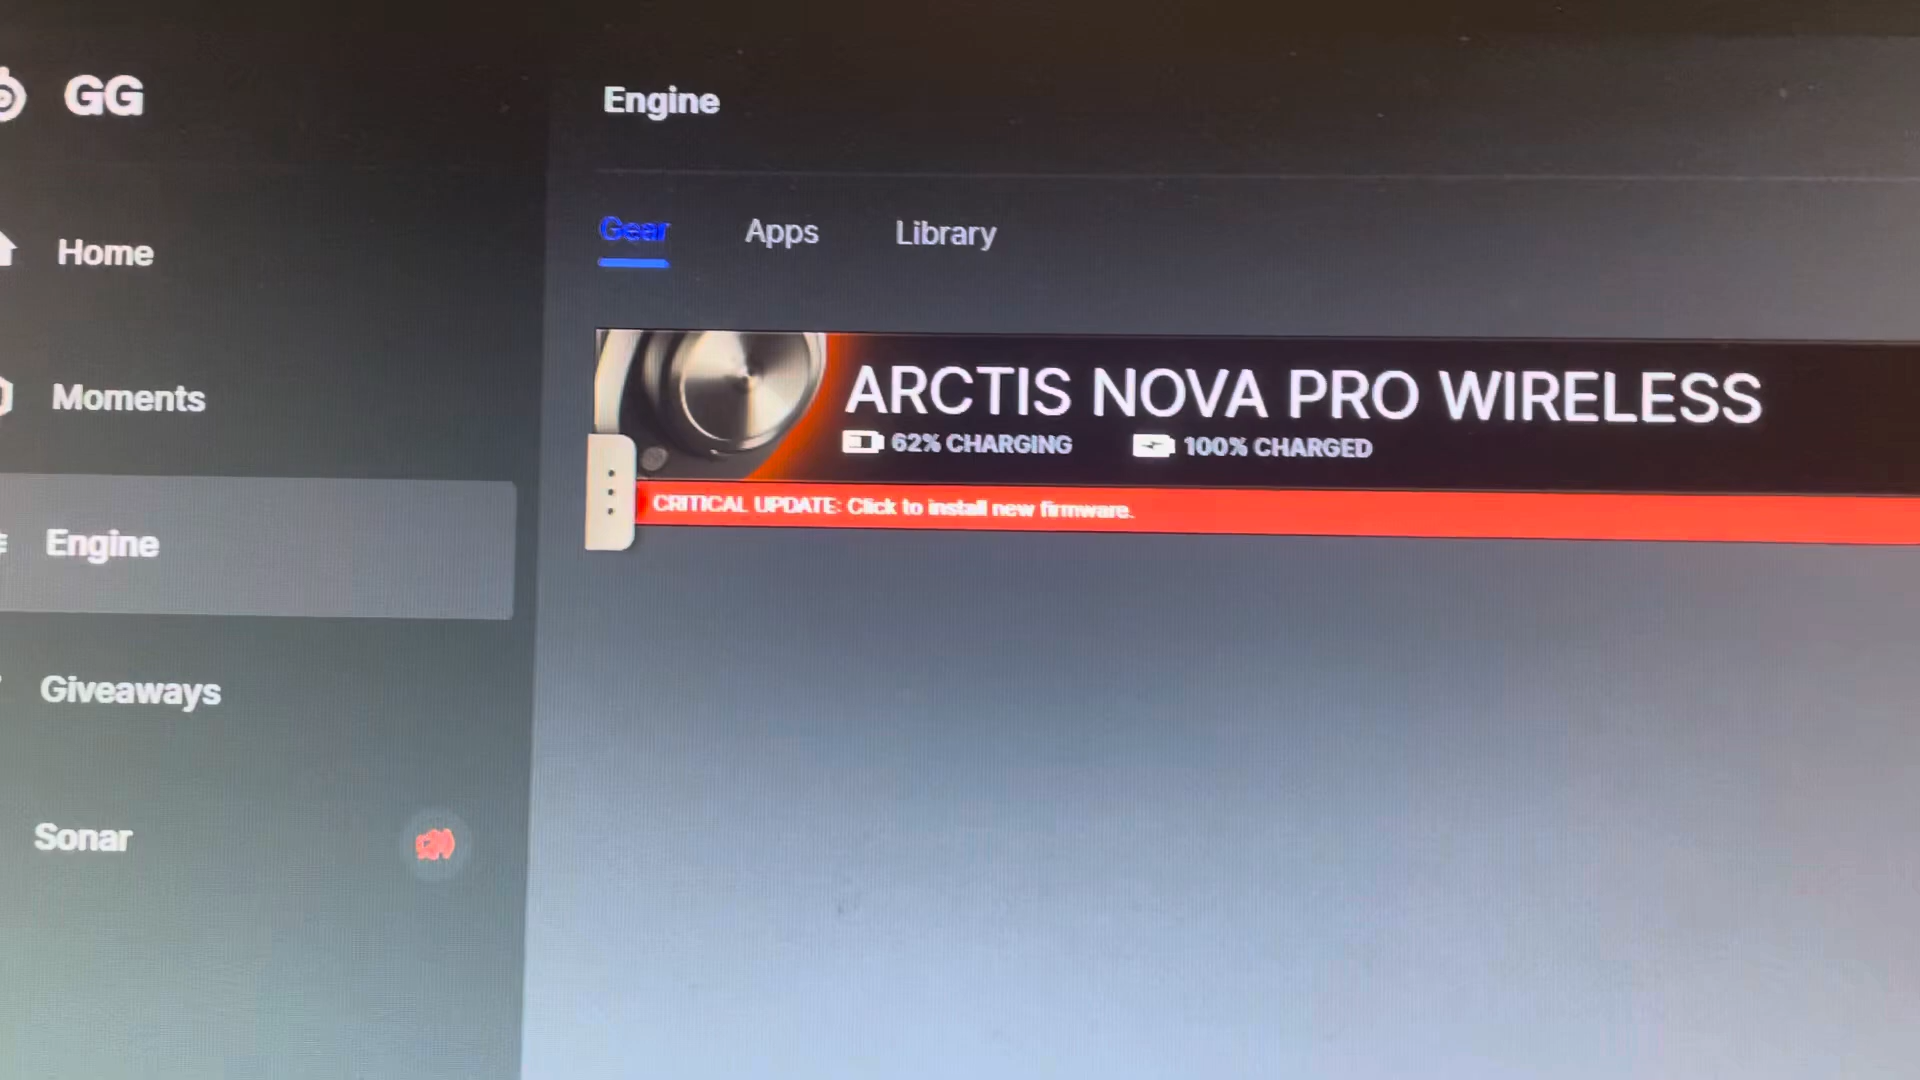 GG
Engine
Home
Gear Apps Library
Moments
ARCTIS NOVA PRO WIRELESS
62% CHARGING 100% CHARGED
CRITICAL UPDATE: Click to install new firmware.
Engine
Giveaways
Sonar